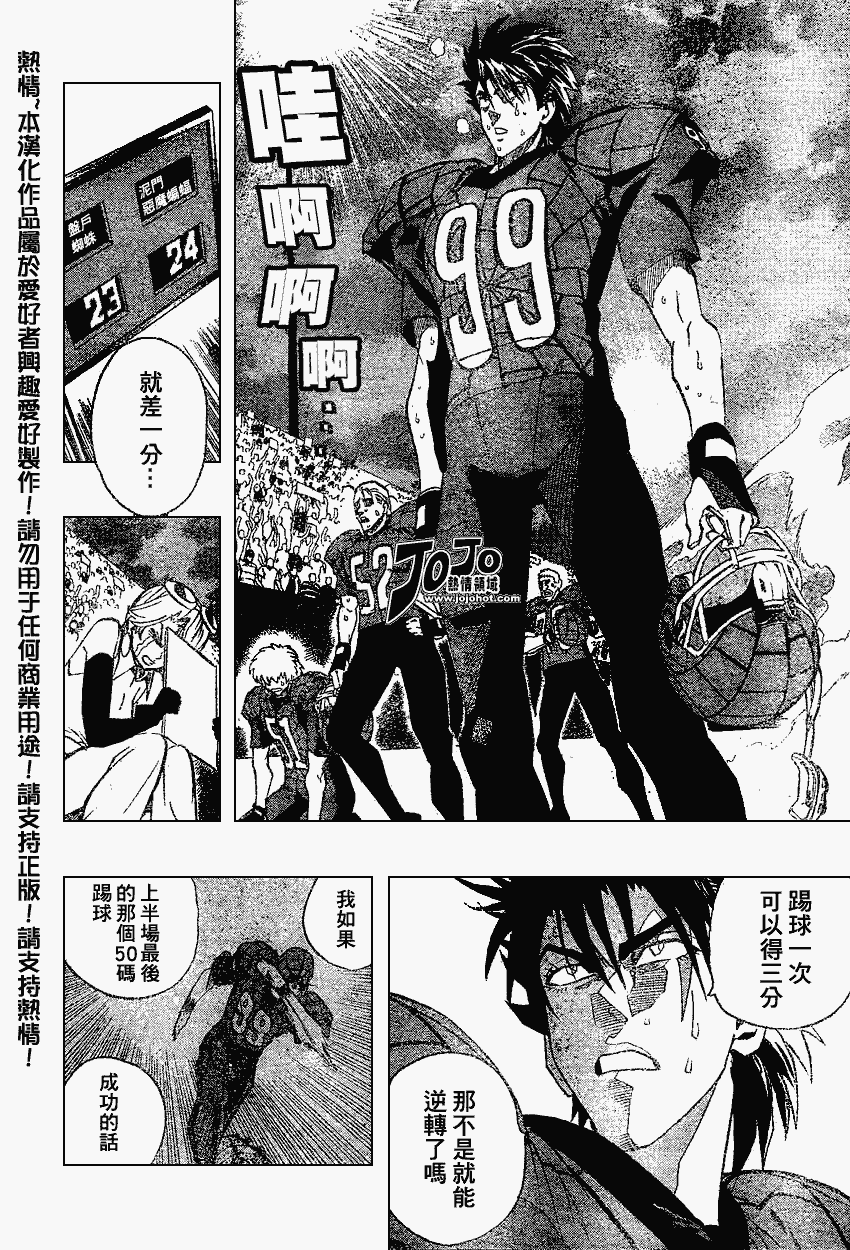 哇
啊
啊
啊…
99
52
JOJO
熱情領域
www.jojohot.com
泥門
惡魔蝙蝠
24
盤戶
蜘蛛
23
就差一分…
踢球一次
可以得三分
那不是就能
逆轉了嗎
我如果
上半場最後
的那個50碼
踢球
99
成功的話
熱情~本漢化作品屬於愛好者興趣愛好製作！請勿用于任何商業用途！請支持正版！請支持熱情！